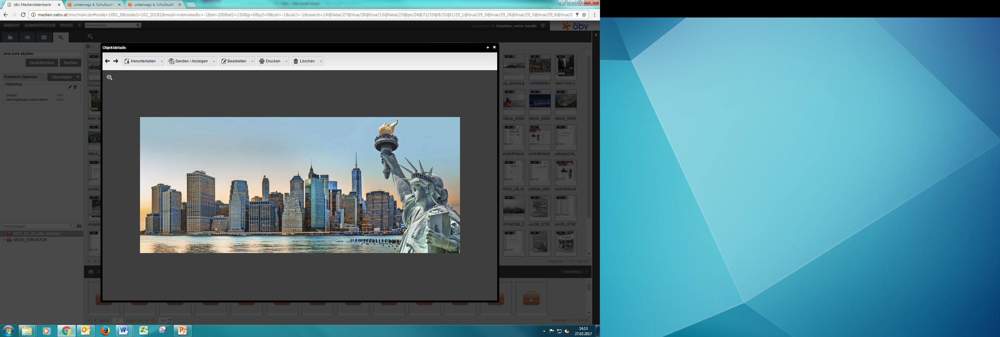 öbv Mediendatenbank
unterwegs 4, Schulbuch
unterwegs 4, Schulbuch
medien.oebv.at/ims/main.do#node=1001_0&node2=102_20181&mod=mainview&c=-1&el=200&el2=150&p=0&p2=0&cat=-1&cat2=-1&search=14@false/27@true/28@true/13@false/23@px/24@72/33@B/32@1/29_1@true/29_3@true/29_26@true/29_5@true/29_6@true/2
ANSICHT ADMINISTRATION PROFIL ? Schnellsuche
Angemeldet als Redaktion_vsnms Aushilfe
öbv
Objektdetails
new york skyline
Zurücksetzen Suchen
Herunterladen Senden / Anzeigen Bearbeiten Drucken Löschen
Erweiterte Optionen Hinzufügen
Objekttyp
Ordner: Nein
Verknüpfungen einbeziehen: Nein
up_skyline.jp 145648840.j New York 2
New Yo
iStock_0000 iStock_0000 iStock_0000
iStock_
eunk45sbcd_ eunk45sbcd uebgeo2sb_
uw4sb_
WW2_LB_K pt56ah_080 eunk45sbcd
wwgeo
20140306_F uw2lb_0792 uw2lb_0792
Nachschlagen
2013_02_25_alte_struktur
NEUE_STRUKTUR
Angezeigt: 1 - 121 von 121
20
ActiveMenu
SEITE 1 VON 1 150
Angezeigt: 1 - 31 von 31
14:13
27.03.2017